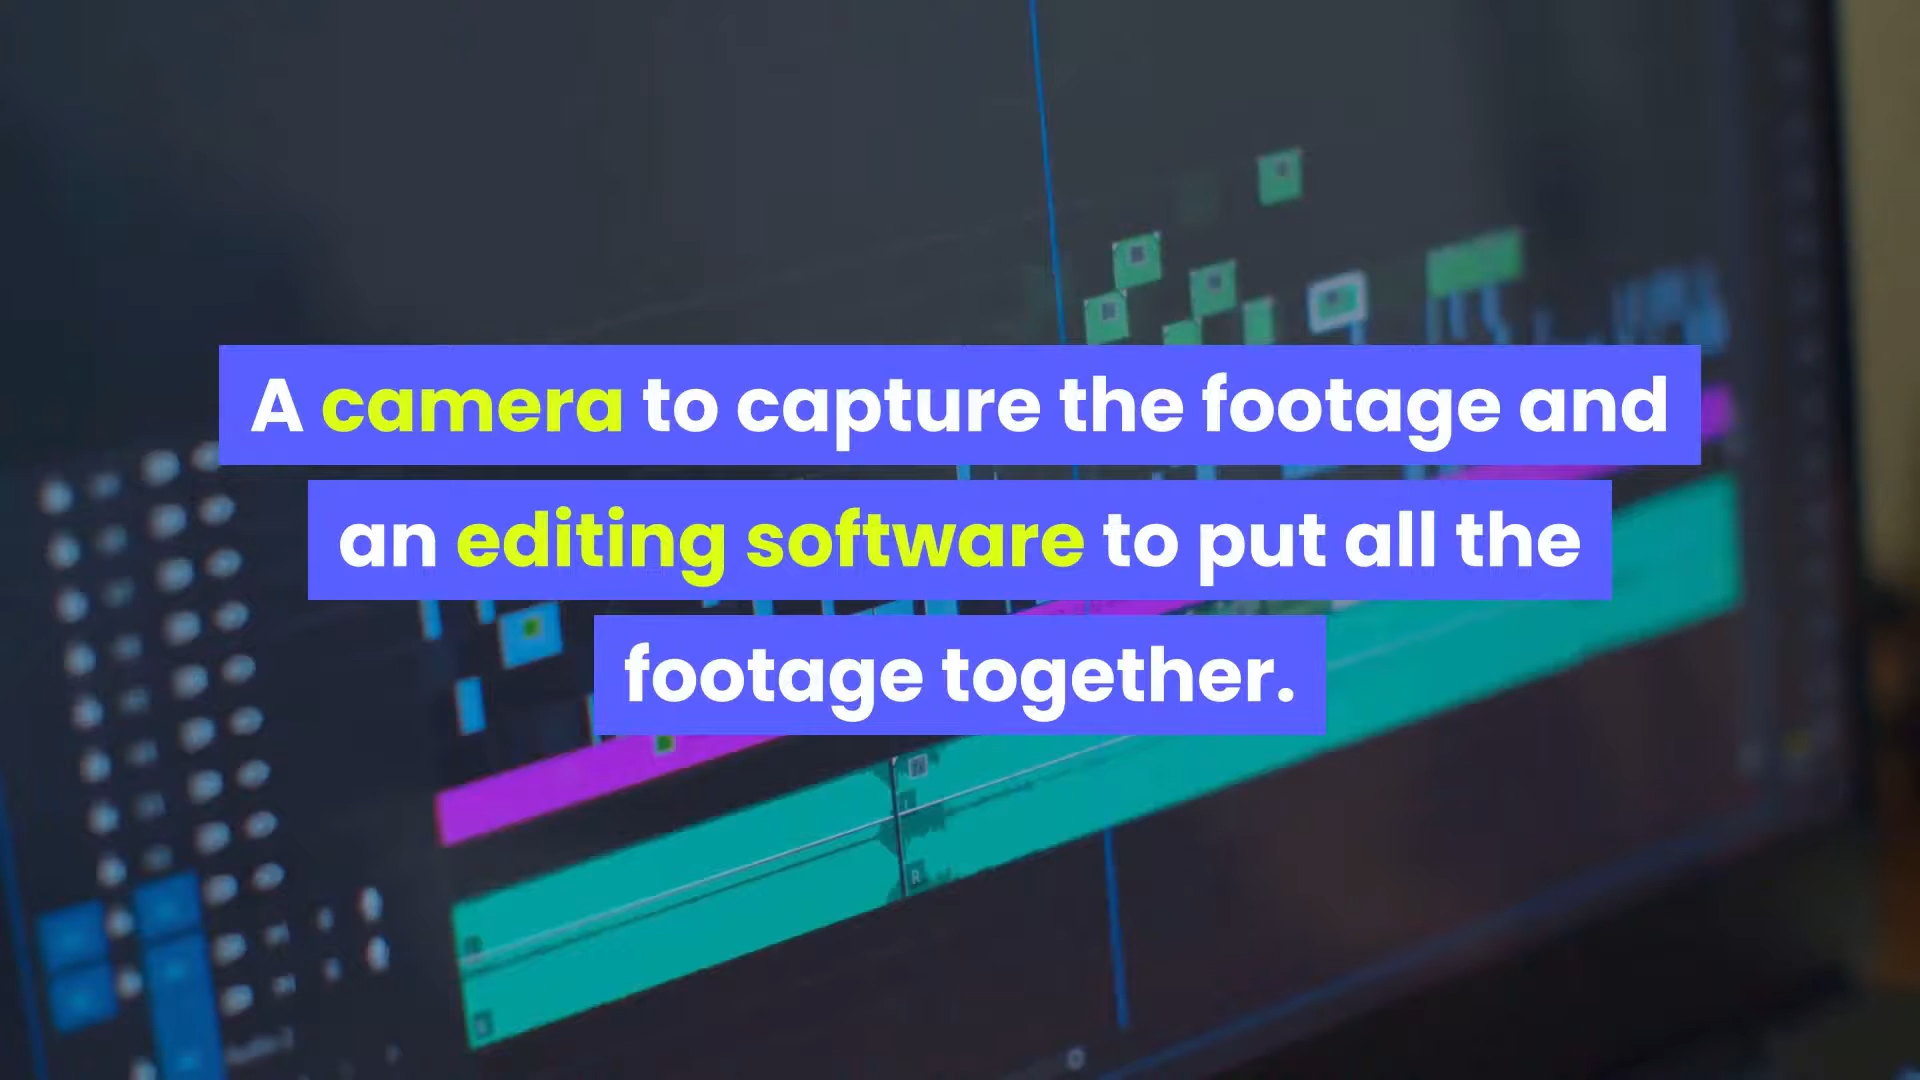 A camera to capture the footage and
an editing software to put all the
footage together.